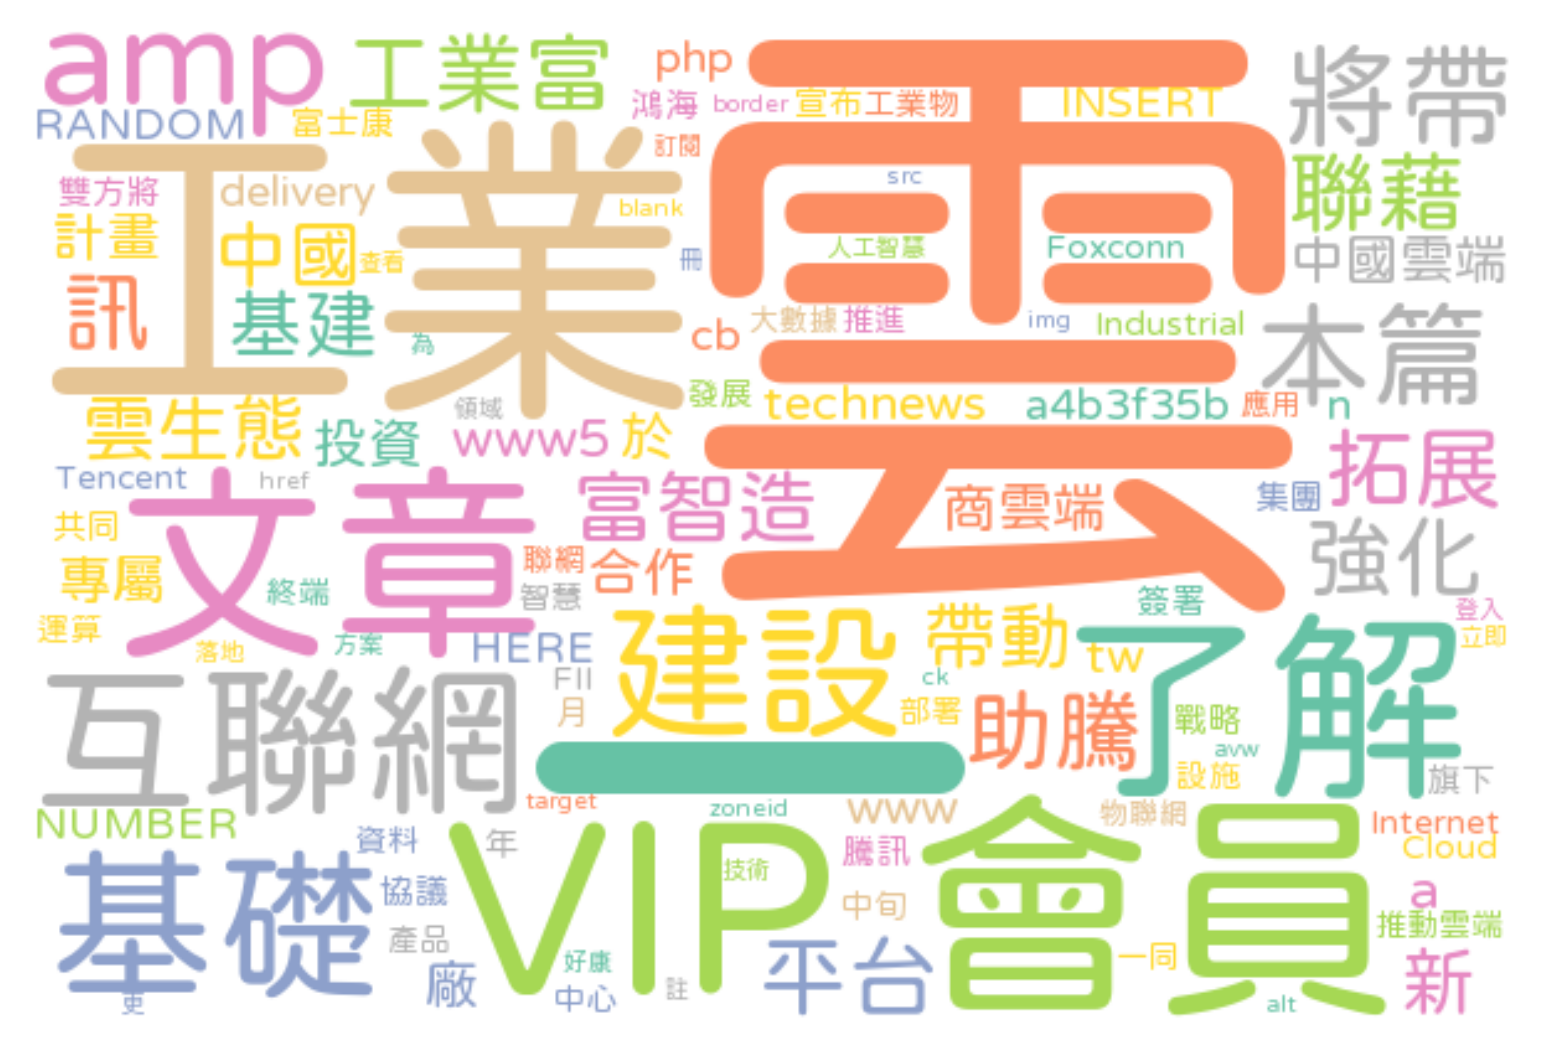 amp
工業富
php
雲
將帶
RANDOM
富士康
鴻海
border
宣布
工業物
INSERT
工業
訂閱
聯藉
雙方將
delivery
src
blank
計畫
中國
查看
冊
人工智慧
Foxconn
中國雲端
訊
基建
為
cb
大數據
推進
img
Industrial
本篇
雲生態
領域
發展
technews
a4b3f35b
應用
n
投資
www5
於
拓展
Tencent
href
文章
富智造
商雲端
集團
共同
強化
專屬
終端
聯網
合作
智慧
簽署
登入
運算
落地
方案
HERE
建設
帶動
tw
了解
立即
互聯網
FII
月
ck
部署
助騰
戰略
avw
設施
旗下
一
NUMBER
target
zoneid
www
物聯網
Internet
Cloud
資料
年
VIP
技術
騰訊
會員
基礎
協議
中旬
a
推動雲端
產品
廠
好康
中心
註
平台
一同
新
更
alt